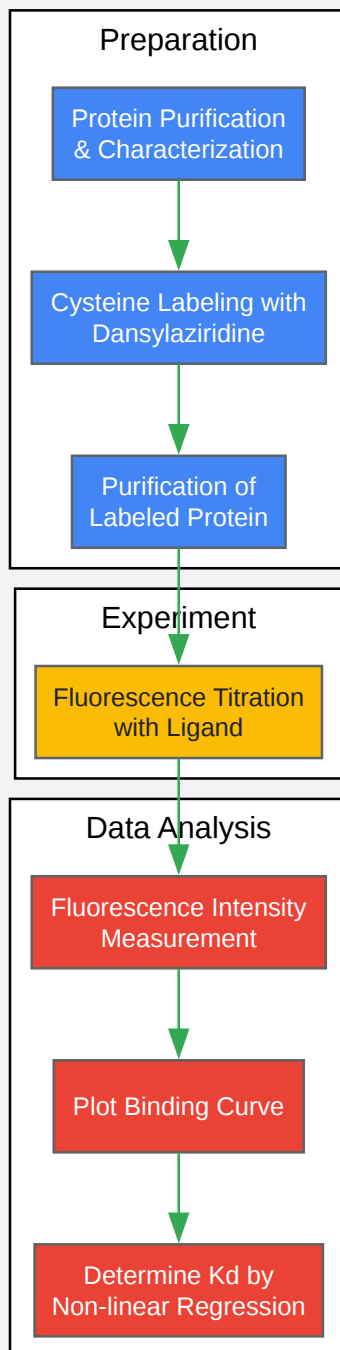 Preparation
Protein Purification
& Characterization
Cysteine Labeling with
Dansylaziridine
Purification of
Labeled Protein
Experiment
Fluorescence Titration
with Ligand
Data Analysis
Fluorescence Intensity
Measurement
Plot Binding Curve
Determine Kd by
Non-linear Regression